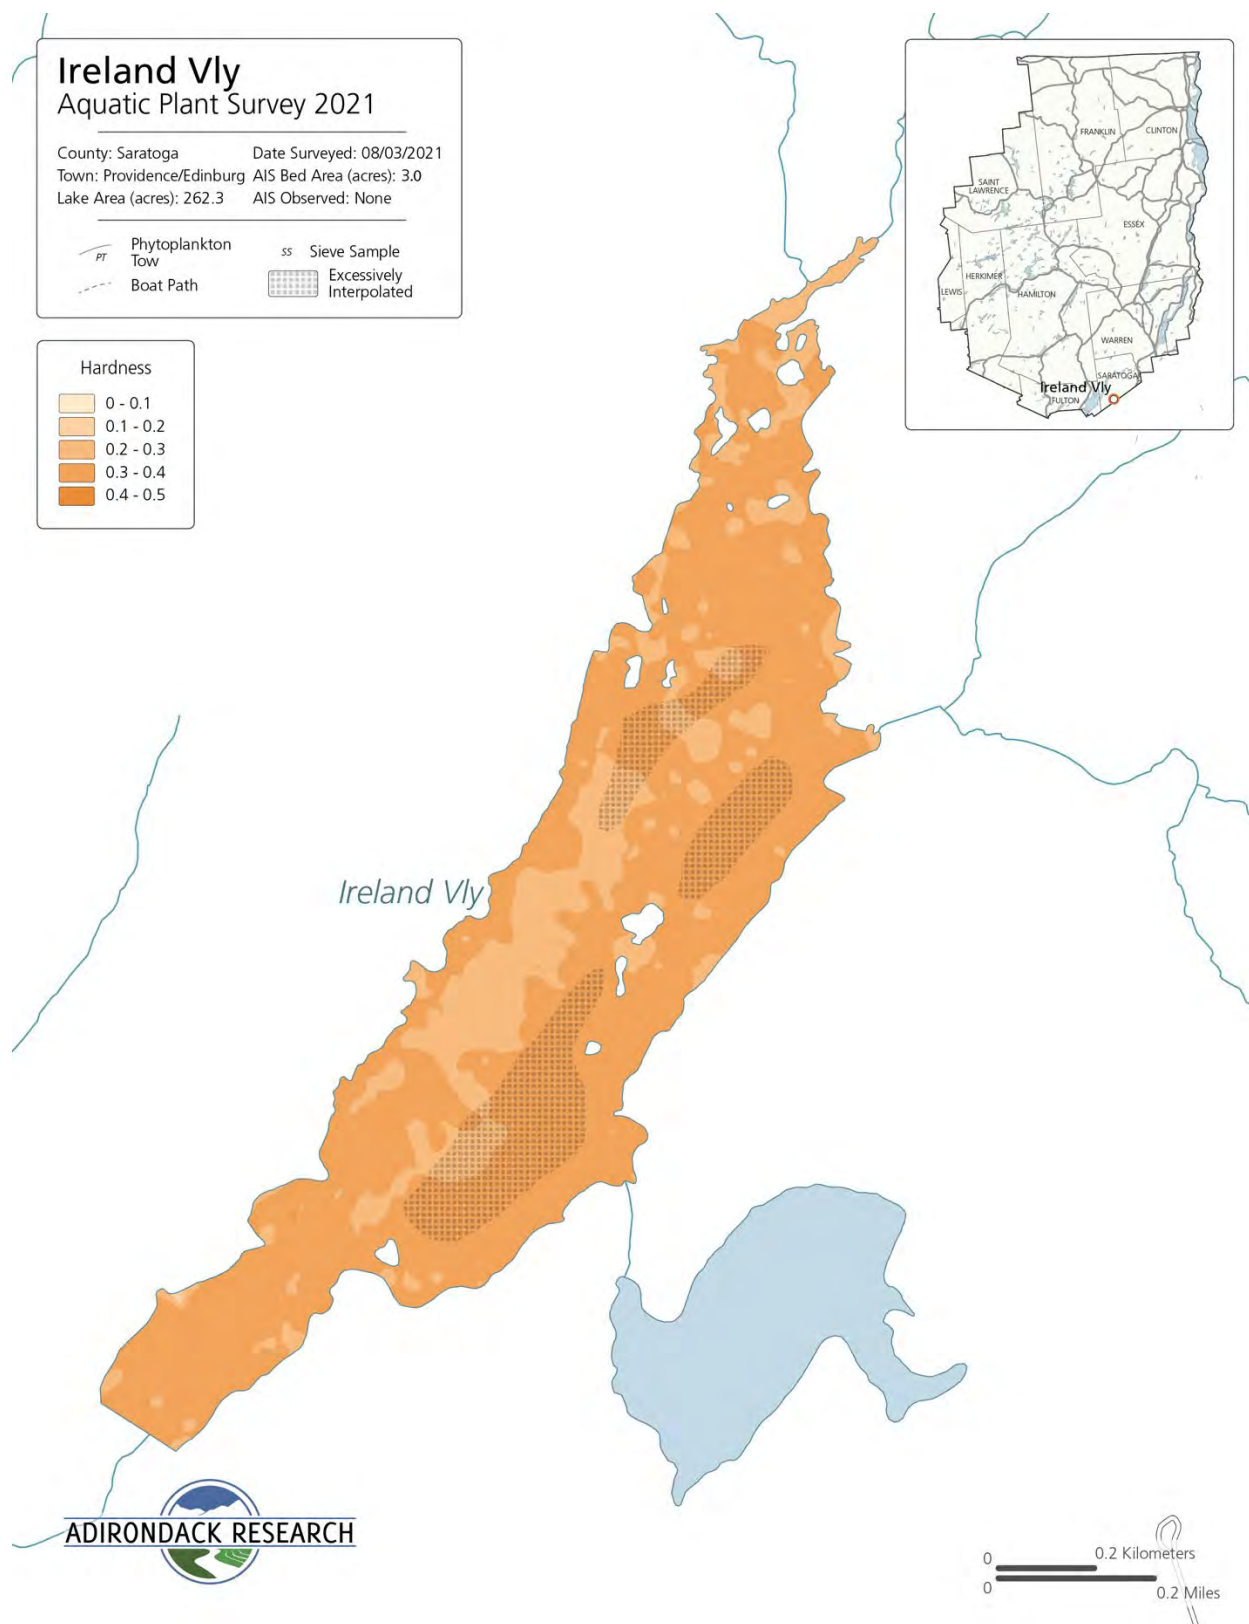 Ireland Vly
Aquatic Plant Survey 2021
County: Saratoga
Date Surveyed: 08/03/2021
Town: Providence/Edinburg
AIS Bed Area (acres): 3.0
Lake Area (acres): 262.3
AIS Observed: None
PT
Phytoplankton
Tow
SS
Sieve Sample
Boat Path
Excessively
Interpolated
Hardness
0 - 0.1
0.1 - 0.2
0.2 - 0.3
0.3 - 0.4
0.4 - 0.5
FRANKLIN
CLINTON
SAINT
LAWRENCE
ESSEX
HERKIMER
LEWIS
HAMILTON
WARREN
SARATOGA
Ireland Vly
FULTON
Ireland Vly
ADIRONDACK RESEARCH
0
0.2 Kilometers
0
0.2 Miles